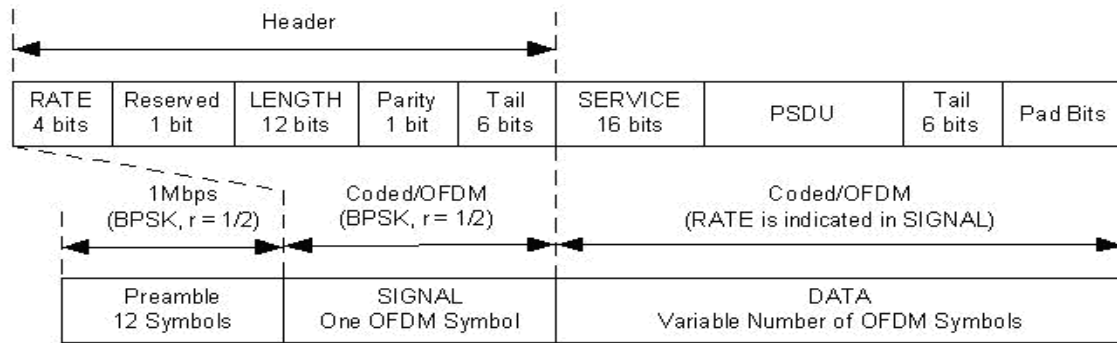 Header
RATE Reserved LENGTH Parity Tail SERVICE PSDU Tail Pad Bits
4 bits 1 bit 12 bits 1 bit 6 bits 16 bits 6 bits
1Mbps Coded/OFDM Coded/OFDM
(BPSK, r = 1/2) (BPSK, r = 1/2) (RATE is indicated in SIGNAL)
Preamble SIGNAL DATA
12 Symbols One OFDM Symbol Variable Number of OFDM Symbols